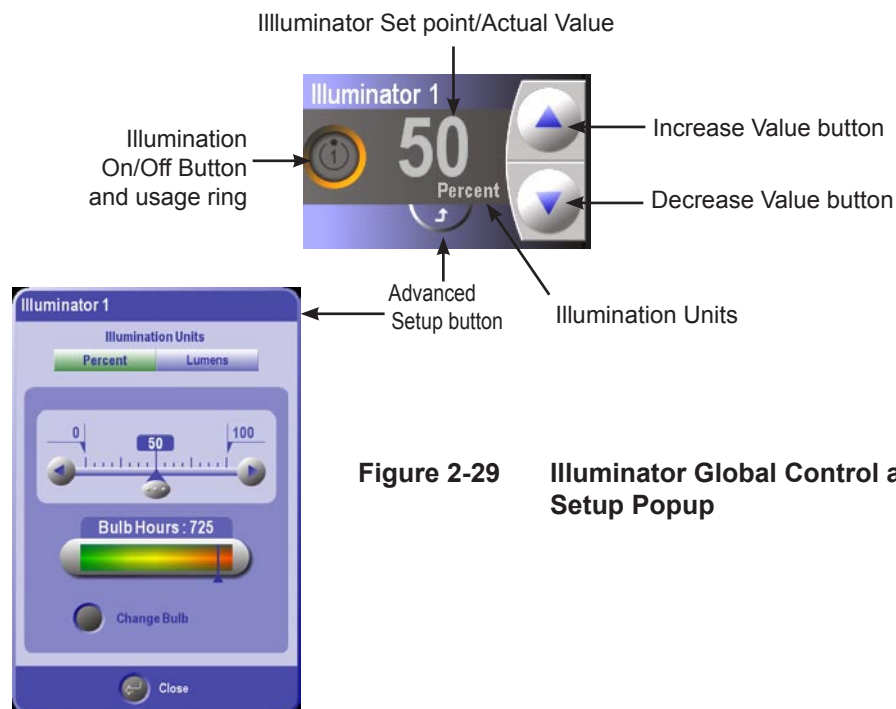 Illluminator Set point/Actual Value
Illuminator 1
Illumination
On/Off Button
and usage ring
50
Percent
Increase Value button
Decrease Value button
Advanced
Setup button
Illumination Units
Illuminator 1
Illumination Units
Percent Lumens
0 50 100
Bulb Hours : 725
Change Bulb
Close
Figure 2-29 Illuminator Global Control a
Setup Popup